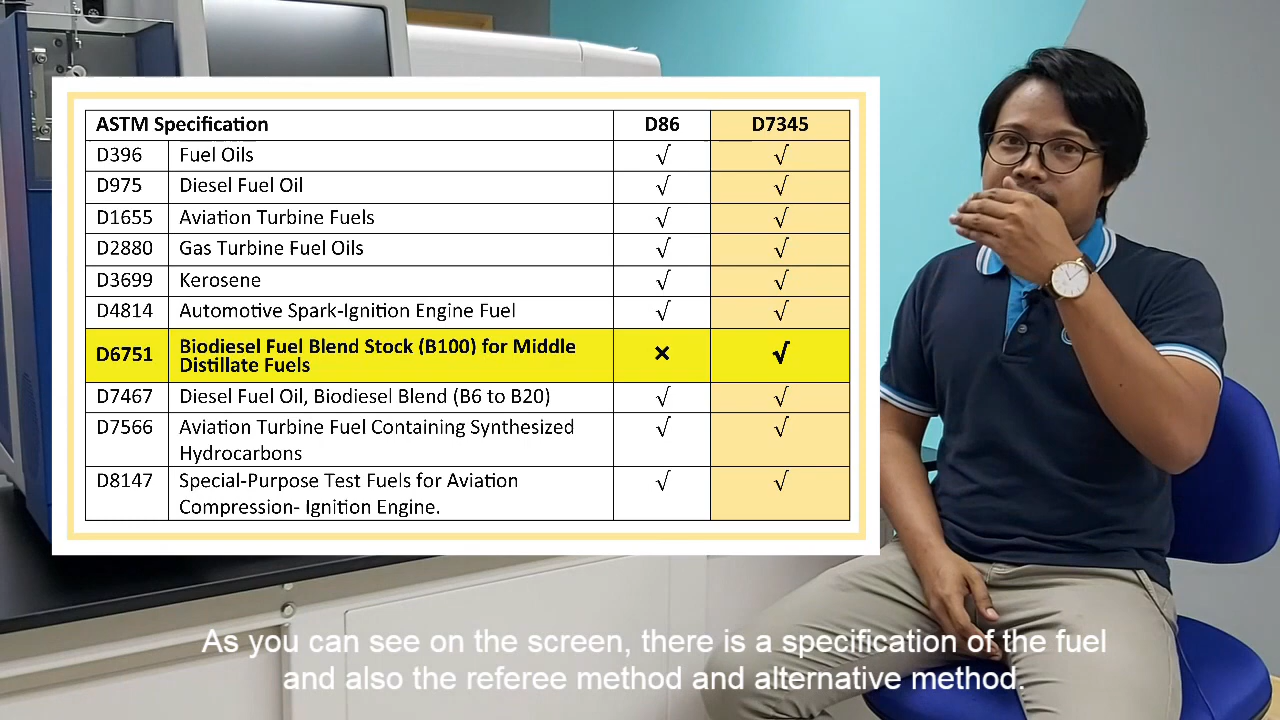 ASTM Specification D86 D7345
D396 Fuel Oils √ √
D975 Diesel Fuel Oil √ √
D1655 Aviation Turbine Fuels √ √
D2880 Gas Turbine Fuel Oils √ √
D3699 Kerosene √ √
D4814 Automotive Spark-Ignition Engine Fuel √ √
D6751 Biodiesel Fuel Blend Stock (B100) for Middle × √
Distillate Fuels
D7467 Diesel Fuel Oil, Biodiesel Blend (B6 to B20) √ √
D7566 Aviation Turbine Fuel Containing Synthesized √ √
Hydrocarbons
D8147 Special-Purpose Test Fuels for Aviation √ √
Compression- Ignition Engine.
As you can see on the screen, there is a specification of the fuel
and also the referee method and alternative method.